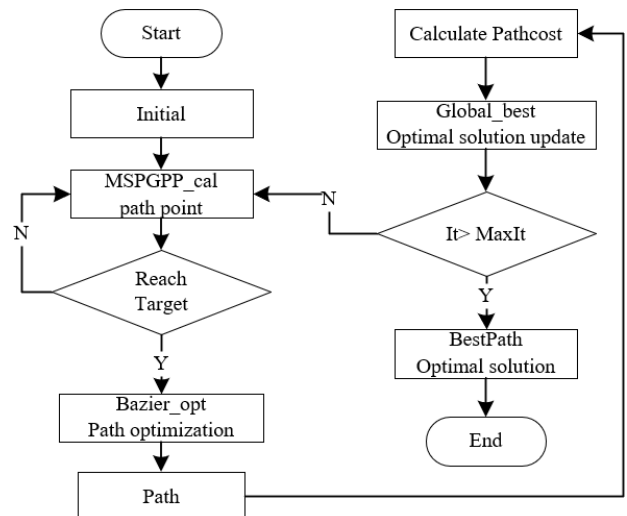 Start
Initial
MSPGPP_cal
path point
N
Reach
Target
Y
Bazier_opt
Path optimization
Path
Calculate Pathcost
Global_best
Optimal solution update
N
It> MaxIt
Y
BestPath
Optimal solution
End